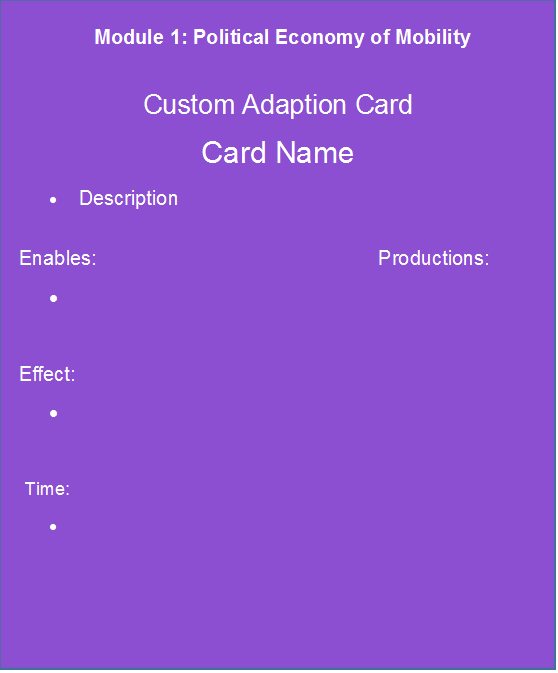 Module 1: Political Economy of Mobility
Custom Adaption Card
Card Name
• Description
Enables: Productions:
•
Effect:
•
Time:
•